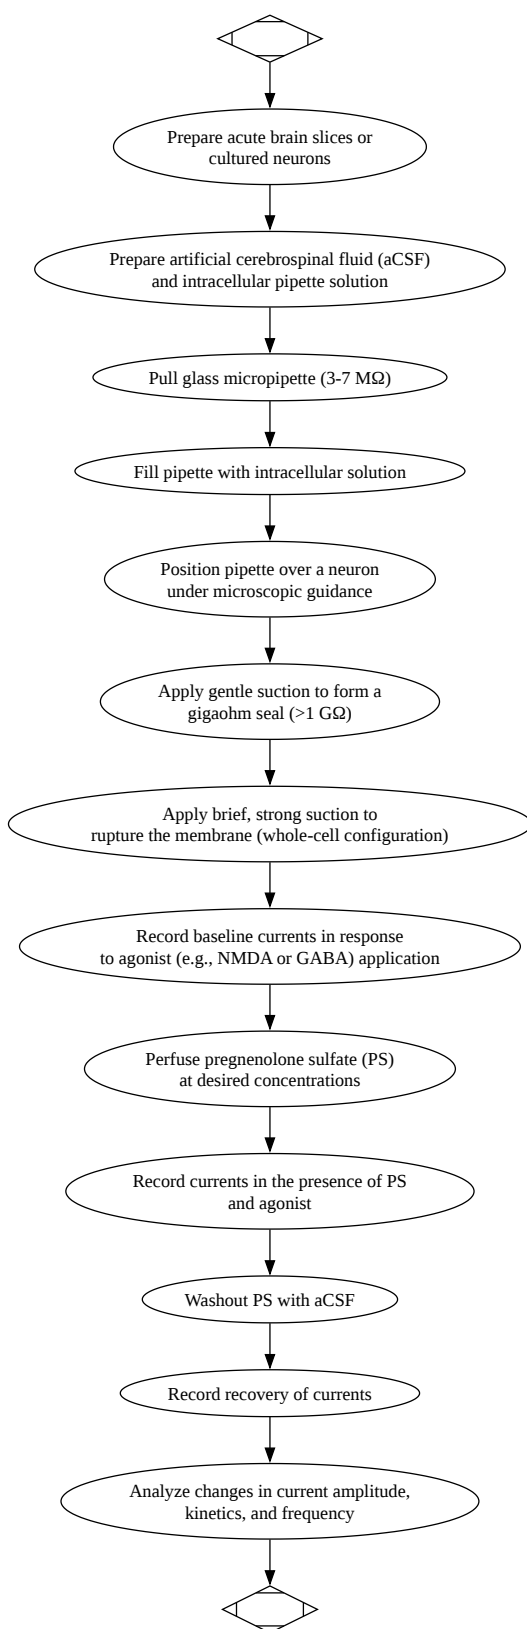 Prepare acute brain slices or
cultured neurons
Prepare artificial cerebrospinal fluid (aCSF)
and intracellular pipette solution
Pull glass micropipette (3-7 MΩ)
Fill pipette with intracellular solution
Position pipette over a neuron
under microscopic guidance
Apply gentle suction to form a
gigaohm seal (>1 GΩ)
Apply brief, strong suction to
rupture the membrane (whole-cell configuration)
Record baseline currents in response
to agonist (e.g., NMDA or GABA) application
Perfuse pregnenolone sulfate (PS)
at desired concentrations
Record currents in the presence of PS
and agonist
Washout PS with aCSF
Record recovery of currents
Analyze changes in current amplitude,
kinetics, and frequency